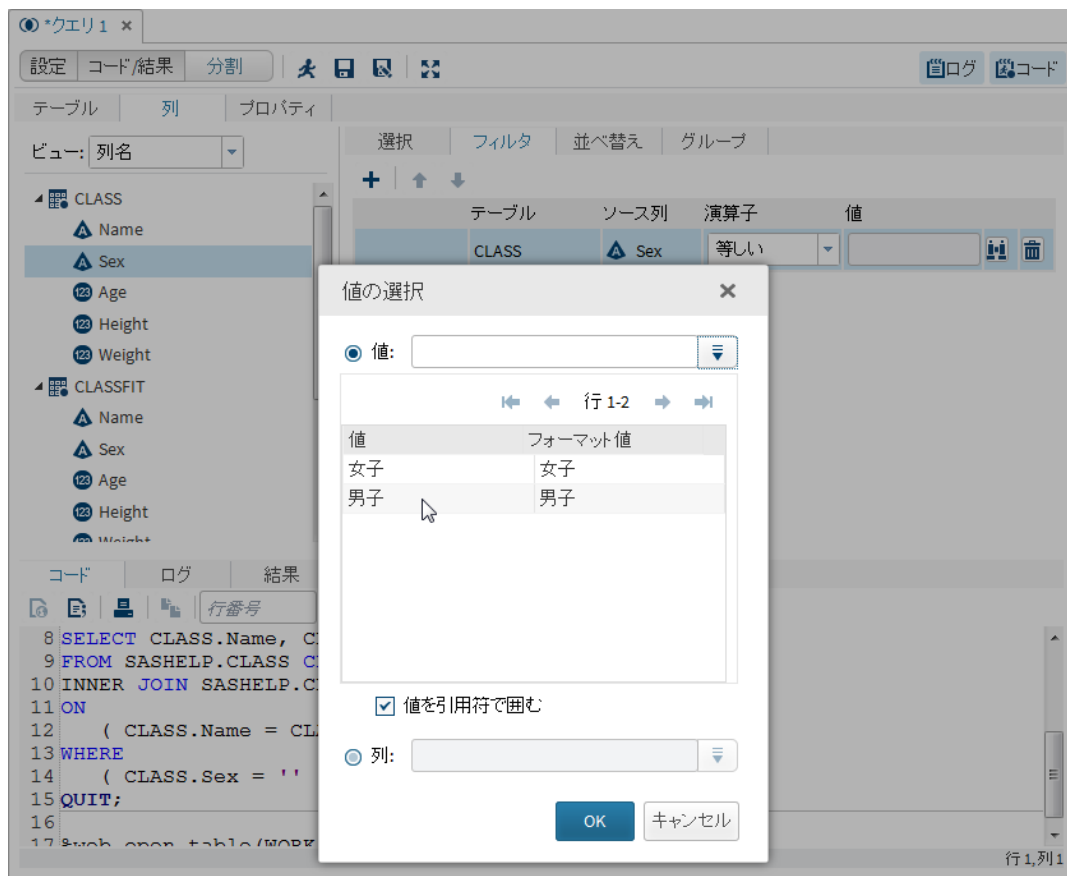 *クエリ 1 ×
設定 コード/結果 分割 ログ コード
テーブル 列 プロパティ
ビュー: 列名
選択 フィルタ 並べ替え グループ
CLASS
Name
Sex
Age
Height
Weight
CLASSFIT
Name
Sex
Age
Height
Weight
テーブル ソース列 演算子 値
CLASS Sex 等しい
値の選択
値:
行 1-2
値 フォーマット値
女子 女子
男子 男子
値を引用符で囲む
列:
OK キャンセル
コード ログ 結果
行番号
8 SELECT CLASS.Name, C
9 FROM SASHELP.CLASS C
10 INNER JOIN SASHELP.C
11 ON
12 ( CLASS.Name = CL
13 WHERE
14 ( CLASS.Sex = ''
15 QUIT;
16
17 %web_open_table(WORK
行 1,列 1